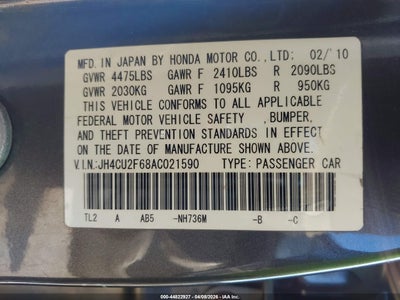 MFD. IN JAPAN BY HONDA MOTOR CO.,LTD: 02/'10
GVWR 4475LBS GAWR F 2410LBS R 2090LBS
GVWR 2030KG GAWR F 1095KG R 950KG
THIS VEHICLE CONFORMS TO ALL APPLICABLE
FEDERAL MOTOR VEHICLE SAFETY ,BUMPER,
AND THEFT PREVENTION STANDARDS IN EFFECT
ON THE DATE OF MANUFACTURE SHOWN ABOVE.
V.I.N.:JH4CU2F68AC021590 TYPE: PASSENGER CAR
TL2 A AB5 -NH736M -B -C
000-44822927 - 04/09/2026 - IAA Inc.